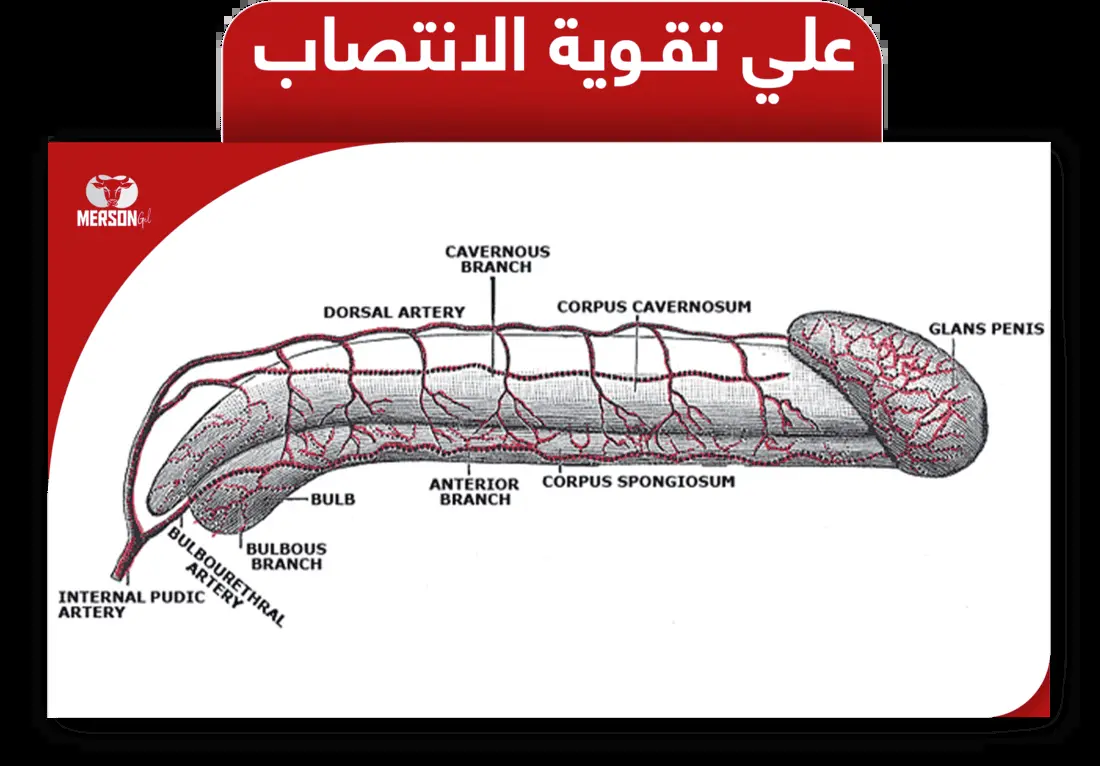 علي تقوية الانتصاب
MERSON Gel
CAVERNOUS
BRANCH
DORSAL ARTERY
CORPUS CAVERNOSUM
GLANS PENIS
ANTERIOR
BRANCH
CORPUS SPONGIOSUM
BULB
BULBOUS
BRANCH
BULBOURETHRAL
ARTERY
INTERNAL PUDIC
ARTERY